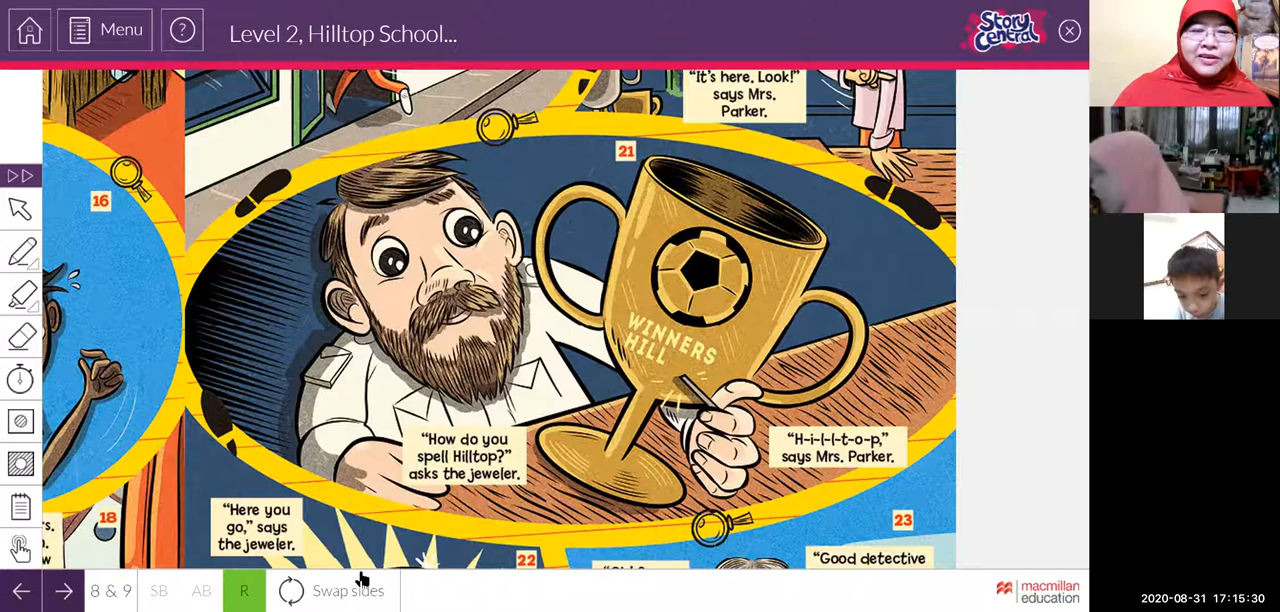 Menu
?
Level 2, Hilltop School...
Story
Central
"It's here. Look!"
says Mrs.
Parker.
16
21
WINNERS
HILL
"How do you
spell Hilltop?"
asks the jeweler.
"H-i-l-l-t-o-p,"
says Mrs. Parker.
18
"Here you
go," says
the jeweler.
22
23
"Good detective
8 & 9
SB
AB
R
Swap sides
macmillan
education
2020-08-31 17:15:30